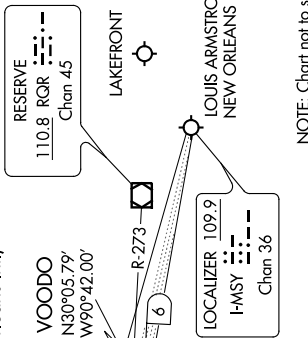 RESERVE
110.8 RQR
Chan 45
LAKEFRONT
LOUIS ARMSTRO
NEW ORLEANS
VOODO
N30°05.79'
W90°42.00'
R-273
6
LOCALIZER 109.9
I-MSY
Chan 36
NOTE: Chart not to s